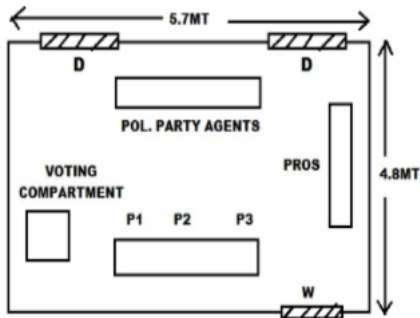 5.7MT
D
D
POL. PARTY AGENTS
PROS
4.8MT
VOTING
COMPARTMENT
P1 P2 P3
W